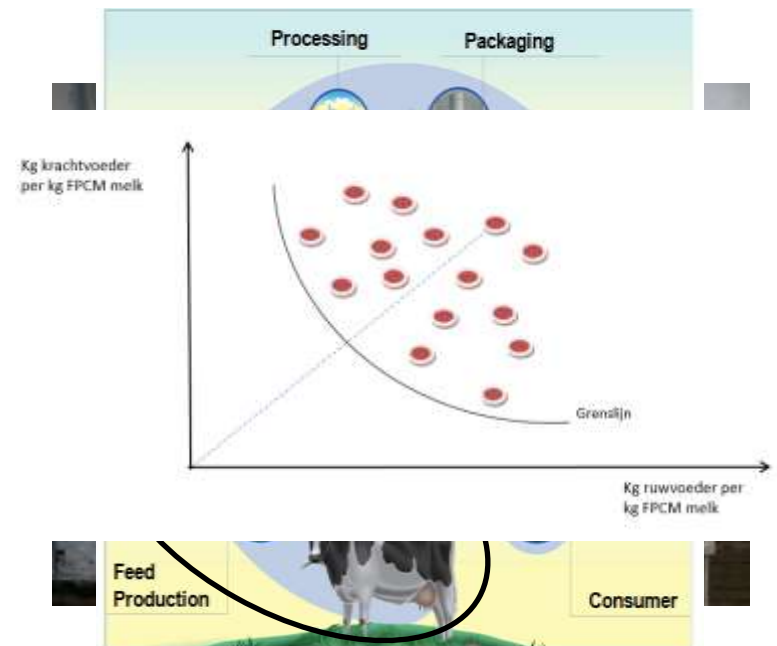 Processing
Packaging
Kg krachtvoeder
per kg FPCM melk
Grenslijn
Kg ruwvoeder per
kg FPCM melk
Feed
Production
Consumer